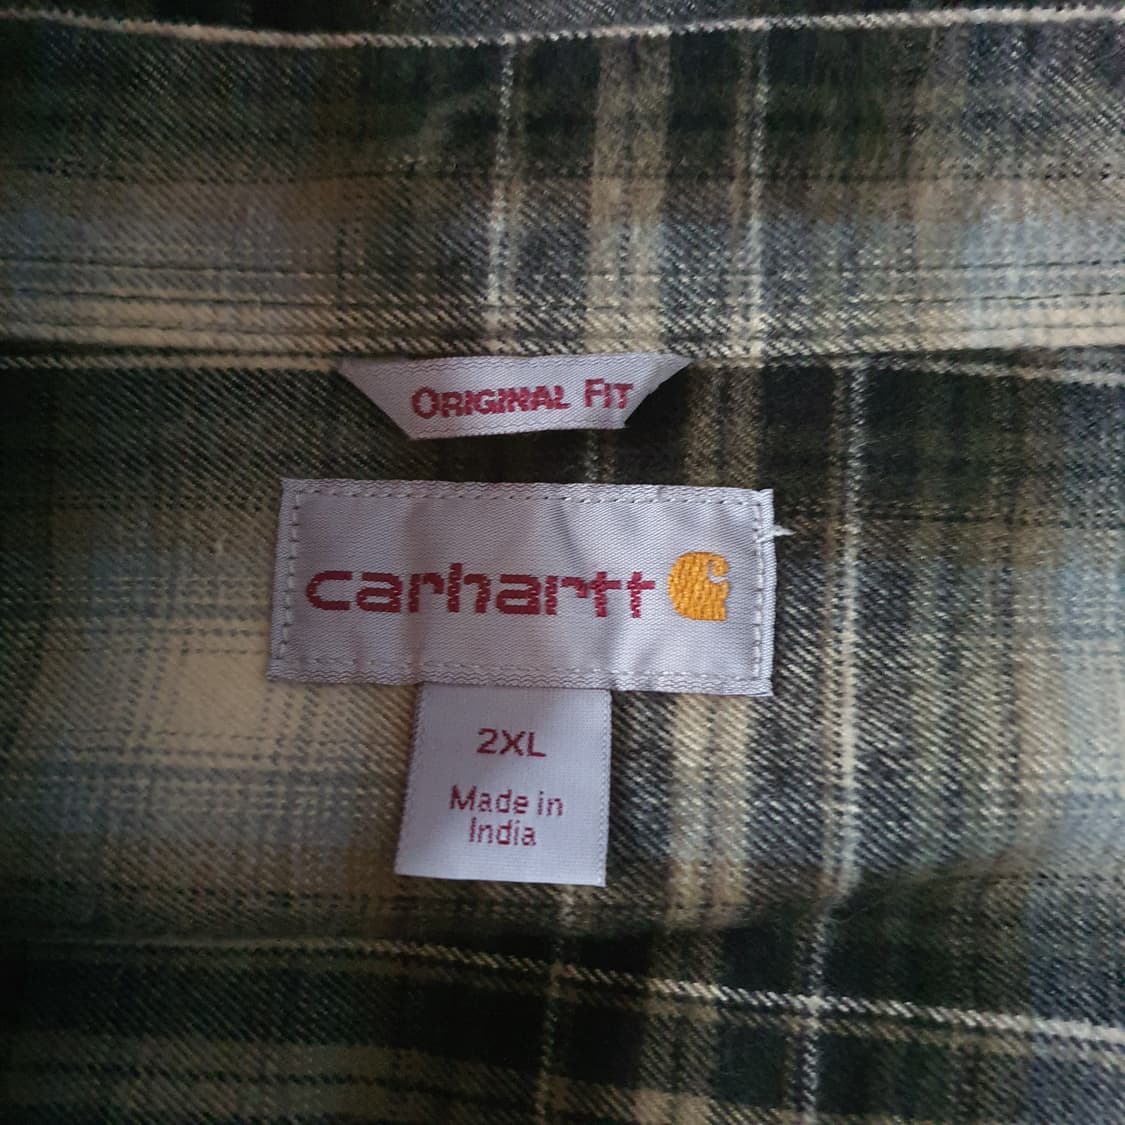 ORIGINAL FIT
carhartt
2XL
Made in
India